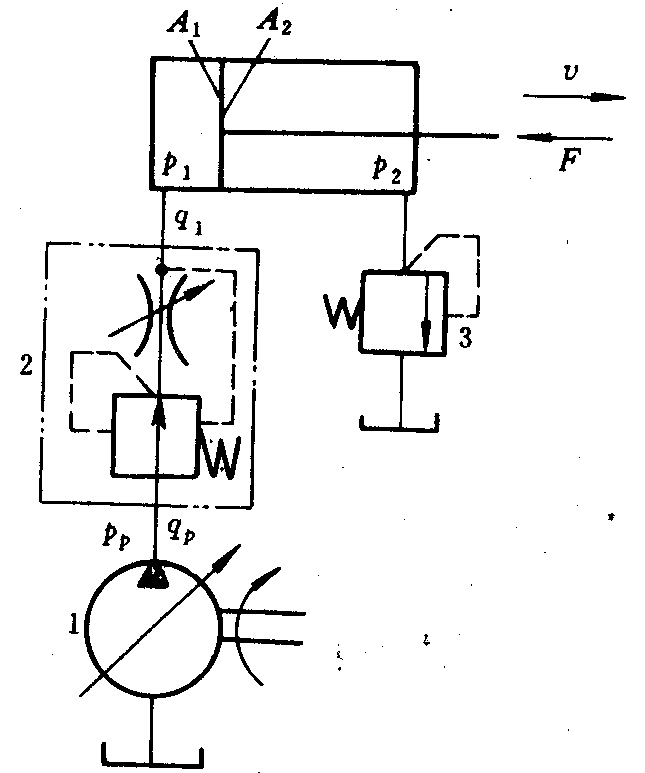 A₁ A₂
v
p₁ p₂ F
q₁
2 3
pₚ qₚ
1